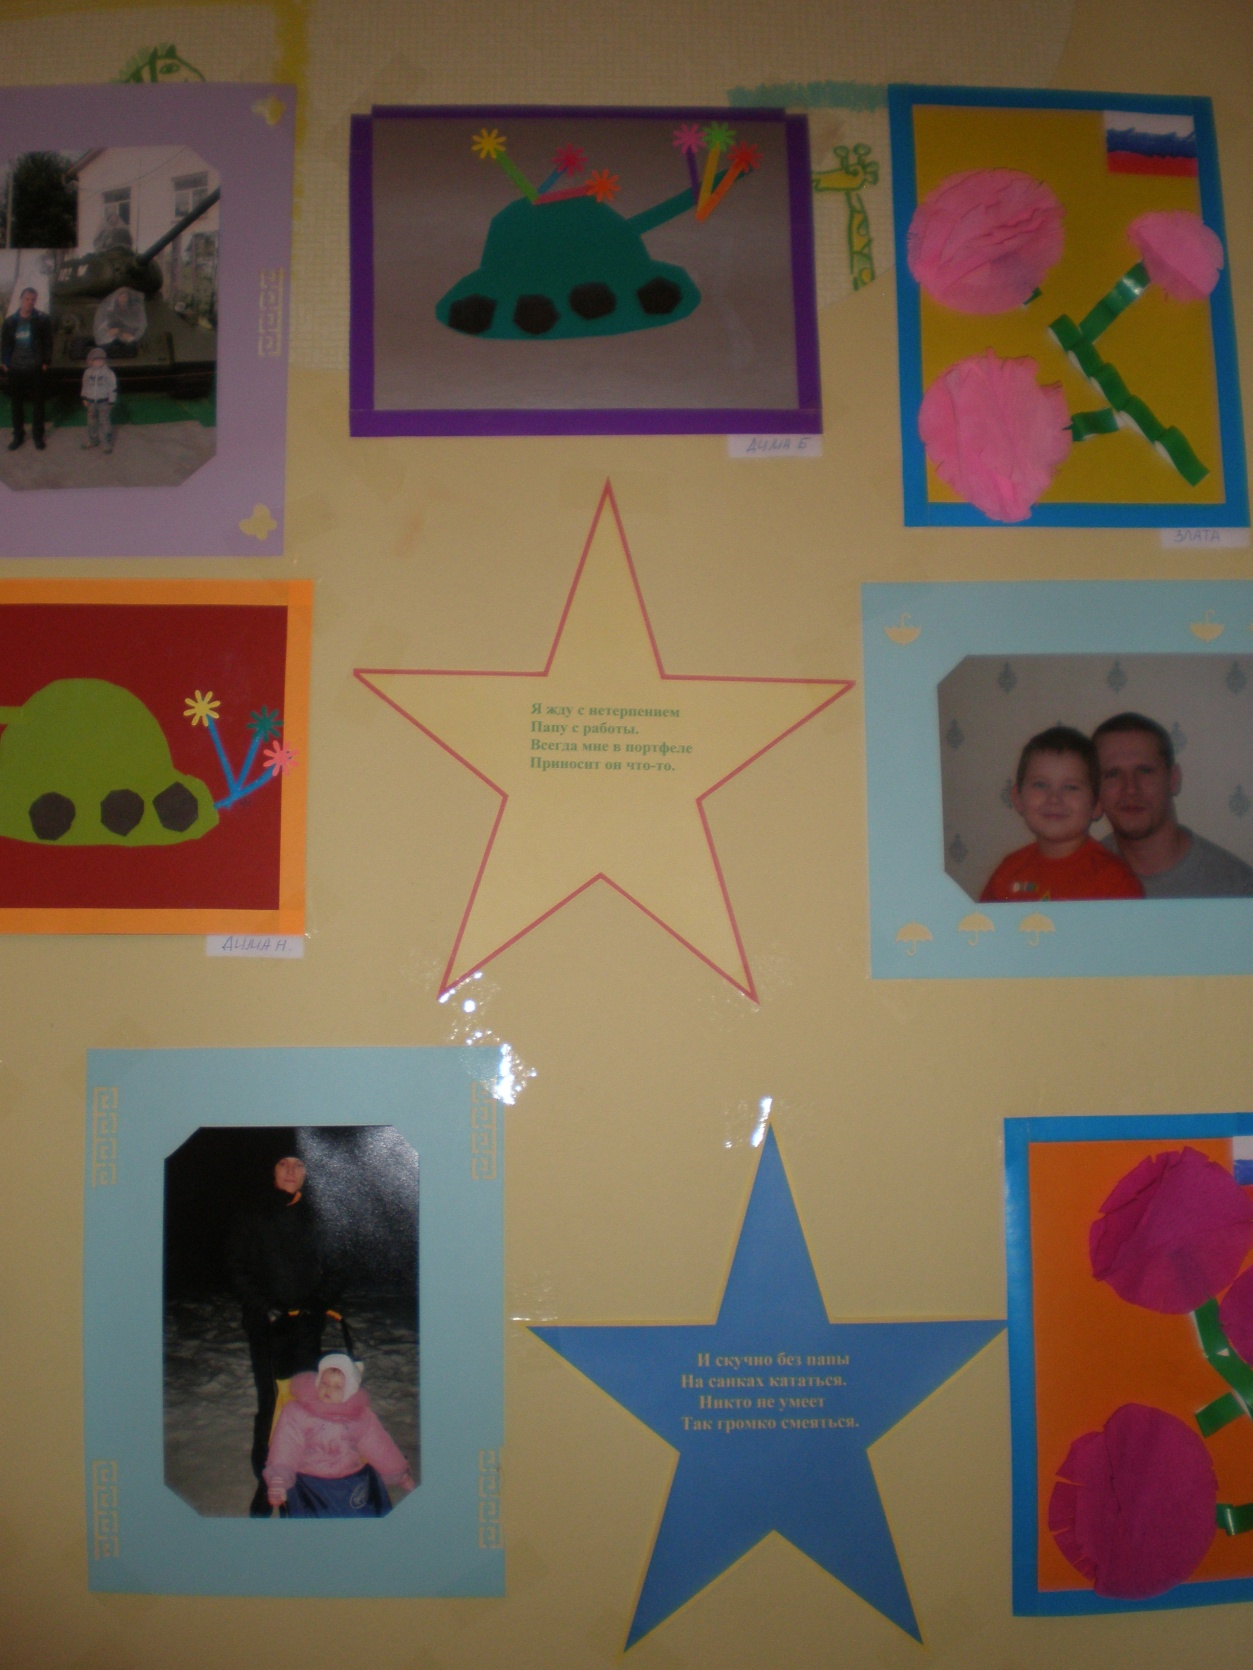 ДИМА Б
ЗЛАТА
Я жду с нетерпением
Папу с работы.
Всегда мне в портфеле
Приносит он что-то.
ДИМА Н.
И скучно без папы
На санках кататься.
Никто не умеет
Так громко смеяться.